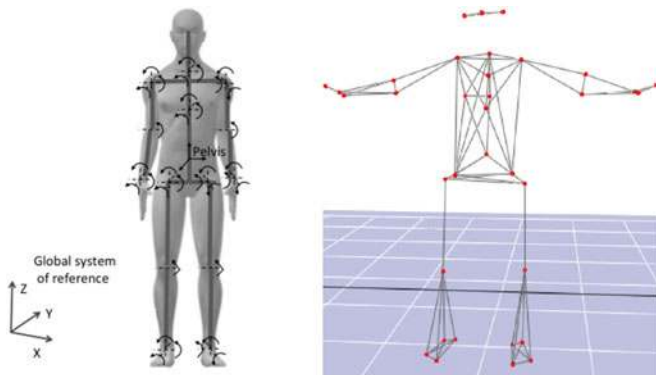 Pelvis
Global system
of reference
Z
Y
X